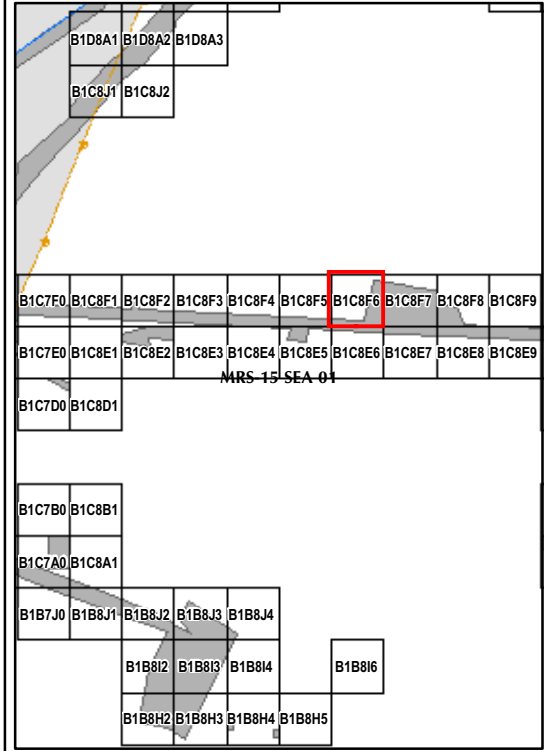 B1D8A1 B1D8A2 B1D8A3
B1C8J1 B1C8J2
B1C7F0 B1C8F1 B1C8F2 B1C8F3 B1C8F4 B1C8F5 B1C8F6 B1C8F7 B1C8F8 B1C8F9
B1C7E0 B1C8E1 B1C8E2 B1C8E3 B1C8E4 B1C8E5 B1C8E6 B1C8E7 B1C8E8 B1C8E9
MRS-15 SEA 01
B1C7D0 B1C8D1
B1C7B0 B1C8B1
B1C7A0 B1C8A1
B1B7J0 B1B8J1 B1B8J2 B1B8J3 B1B8J4
B1B8I2 B1B8I3 B1B8I4 B1B8I6
B1B8H2 B1B8H3 B1B8H4 B1B8H5